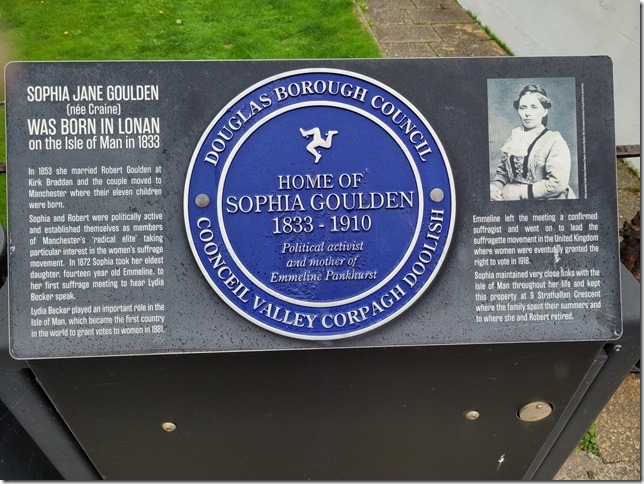 SOPHIA JANE GOULDEN
(née Craine)
WAS BORN IN LONAN
on the Isle of Man in 1833
In 1853 she married Robert Goulden at
Kirk Braddan and the couple moved to
Manchester where their eleven children
were born.
Sophia and Robert were politically active
and established themselves as members
of Manchester's 'radical elite' taking
particular interest in the women's suffrage
movement. In 1872 Sophia took her eldest
daughter, fourteen year old Emmeline, to
her first suffrage meeting to hear Lydia
Becker speak.
Lydia Becker played an important role in the
Isle of Man, which became the first country
in the world to grant votes to women in 1881.
DOUGLAS BOROUGH COUNCIL
HOME OF
SOPHIA GOULDEN
1833 - 1910
Political activist
and mother of
Emmeline Pankhurst
COONCEIL VALLEY CORPAGH DOOLISH
Emmeline left the meeting a confirmed
suffragist and went on to lead the
suffragette movement in the United Kingdom
where women were eventually granted the
right to vote in 1918.
Sophia maintained very close links with the
Isle of Man throughout her life and kept
this property at 9 Strathallan Crescent
where the family spent their summers and
to where she and Robert retired.